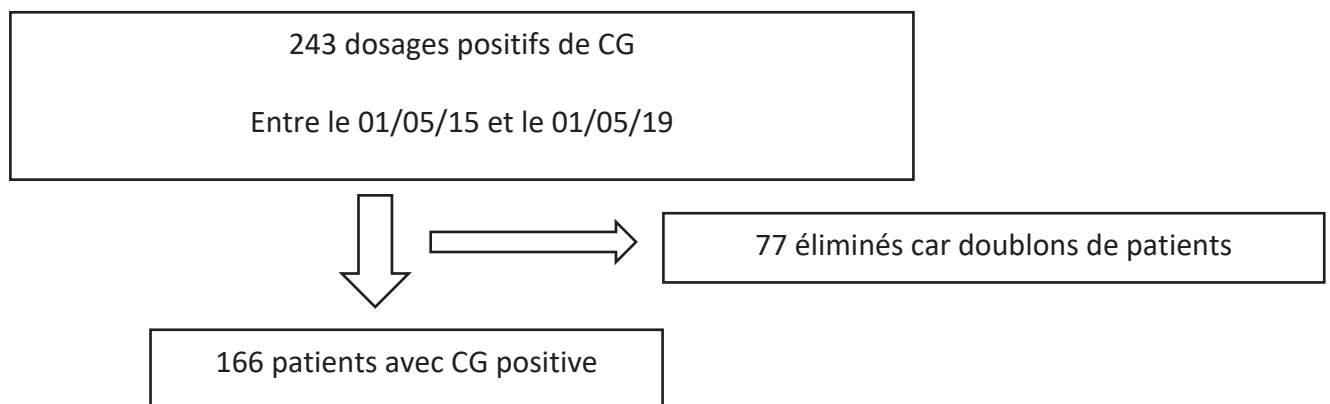 243 dosages positifs de CG
Entre le 01/05/15 et le 01/05/19
77 éliminés car doublons de patients
166 patients avec CG positive